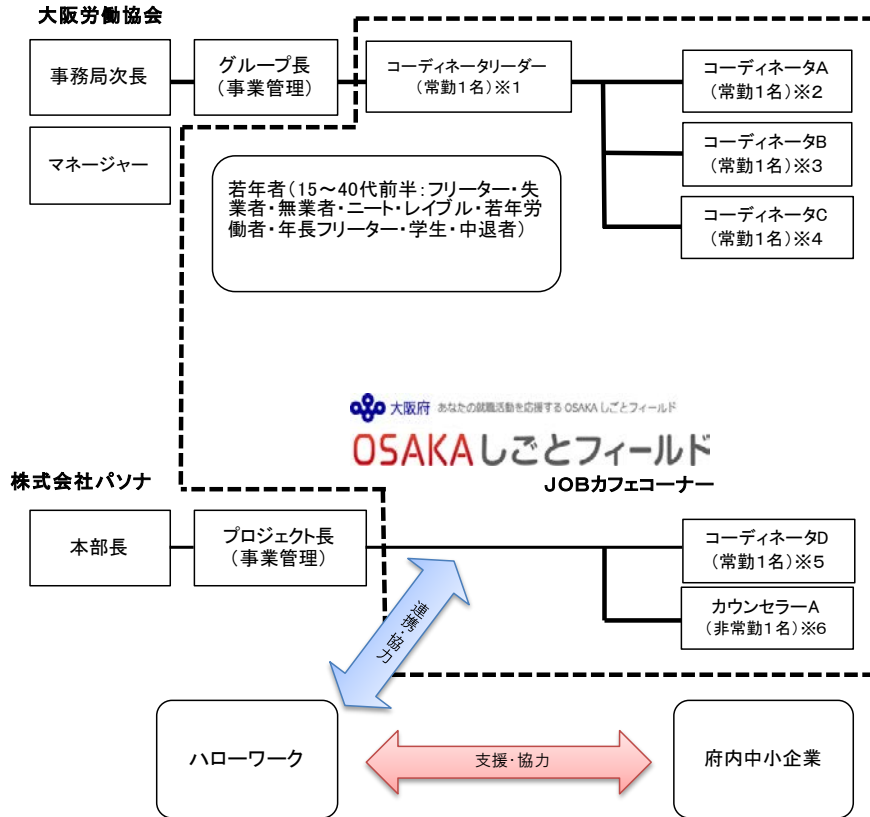 大阪労働協会
事務局次長
グループ長
(事業管理)
コーディネータリーダー
(常勤1名)※1
コーディネータA
(常勤1名)※2
マネージャー
コーディネータB
(常勤1名)※3
若年者(15～40代前半:フリーター・失
業者・無業者・ニート・レイブル・若年労
働者・年長フリーター・学生・中退者)
コーディネータC
(常勤1名)※4
大阪府 あなたの就職活動を応援する OSAKA しごとフィールド
OSAKAしごとフィールド
JOBカフェコーナー
株式会社パソナ
本部長
プロジェクト長
(事業管理)
コーディネータD
(常勤1名)※5
カウンセラーA
(非常勤1名)※6
連携・協力
ハローワーク
支援・協力
府内中小企業